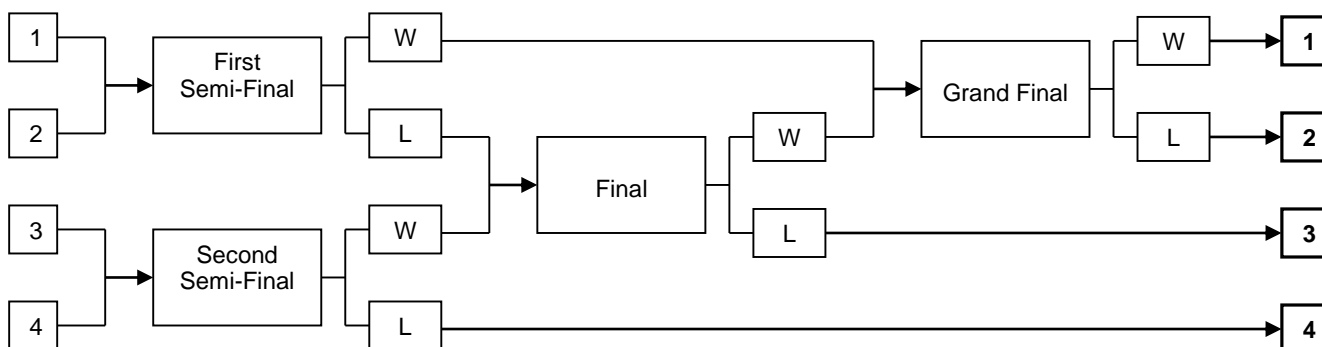 1
First
Semi-Final
W
W
1
2
L
Final
W
Grand Final
L
2
3
Second
Semi-Final
W
L
3
4
L
4